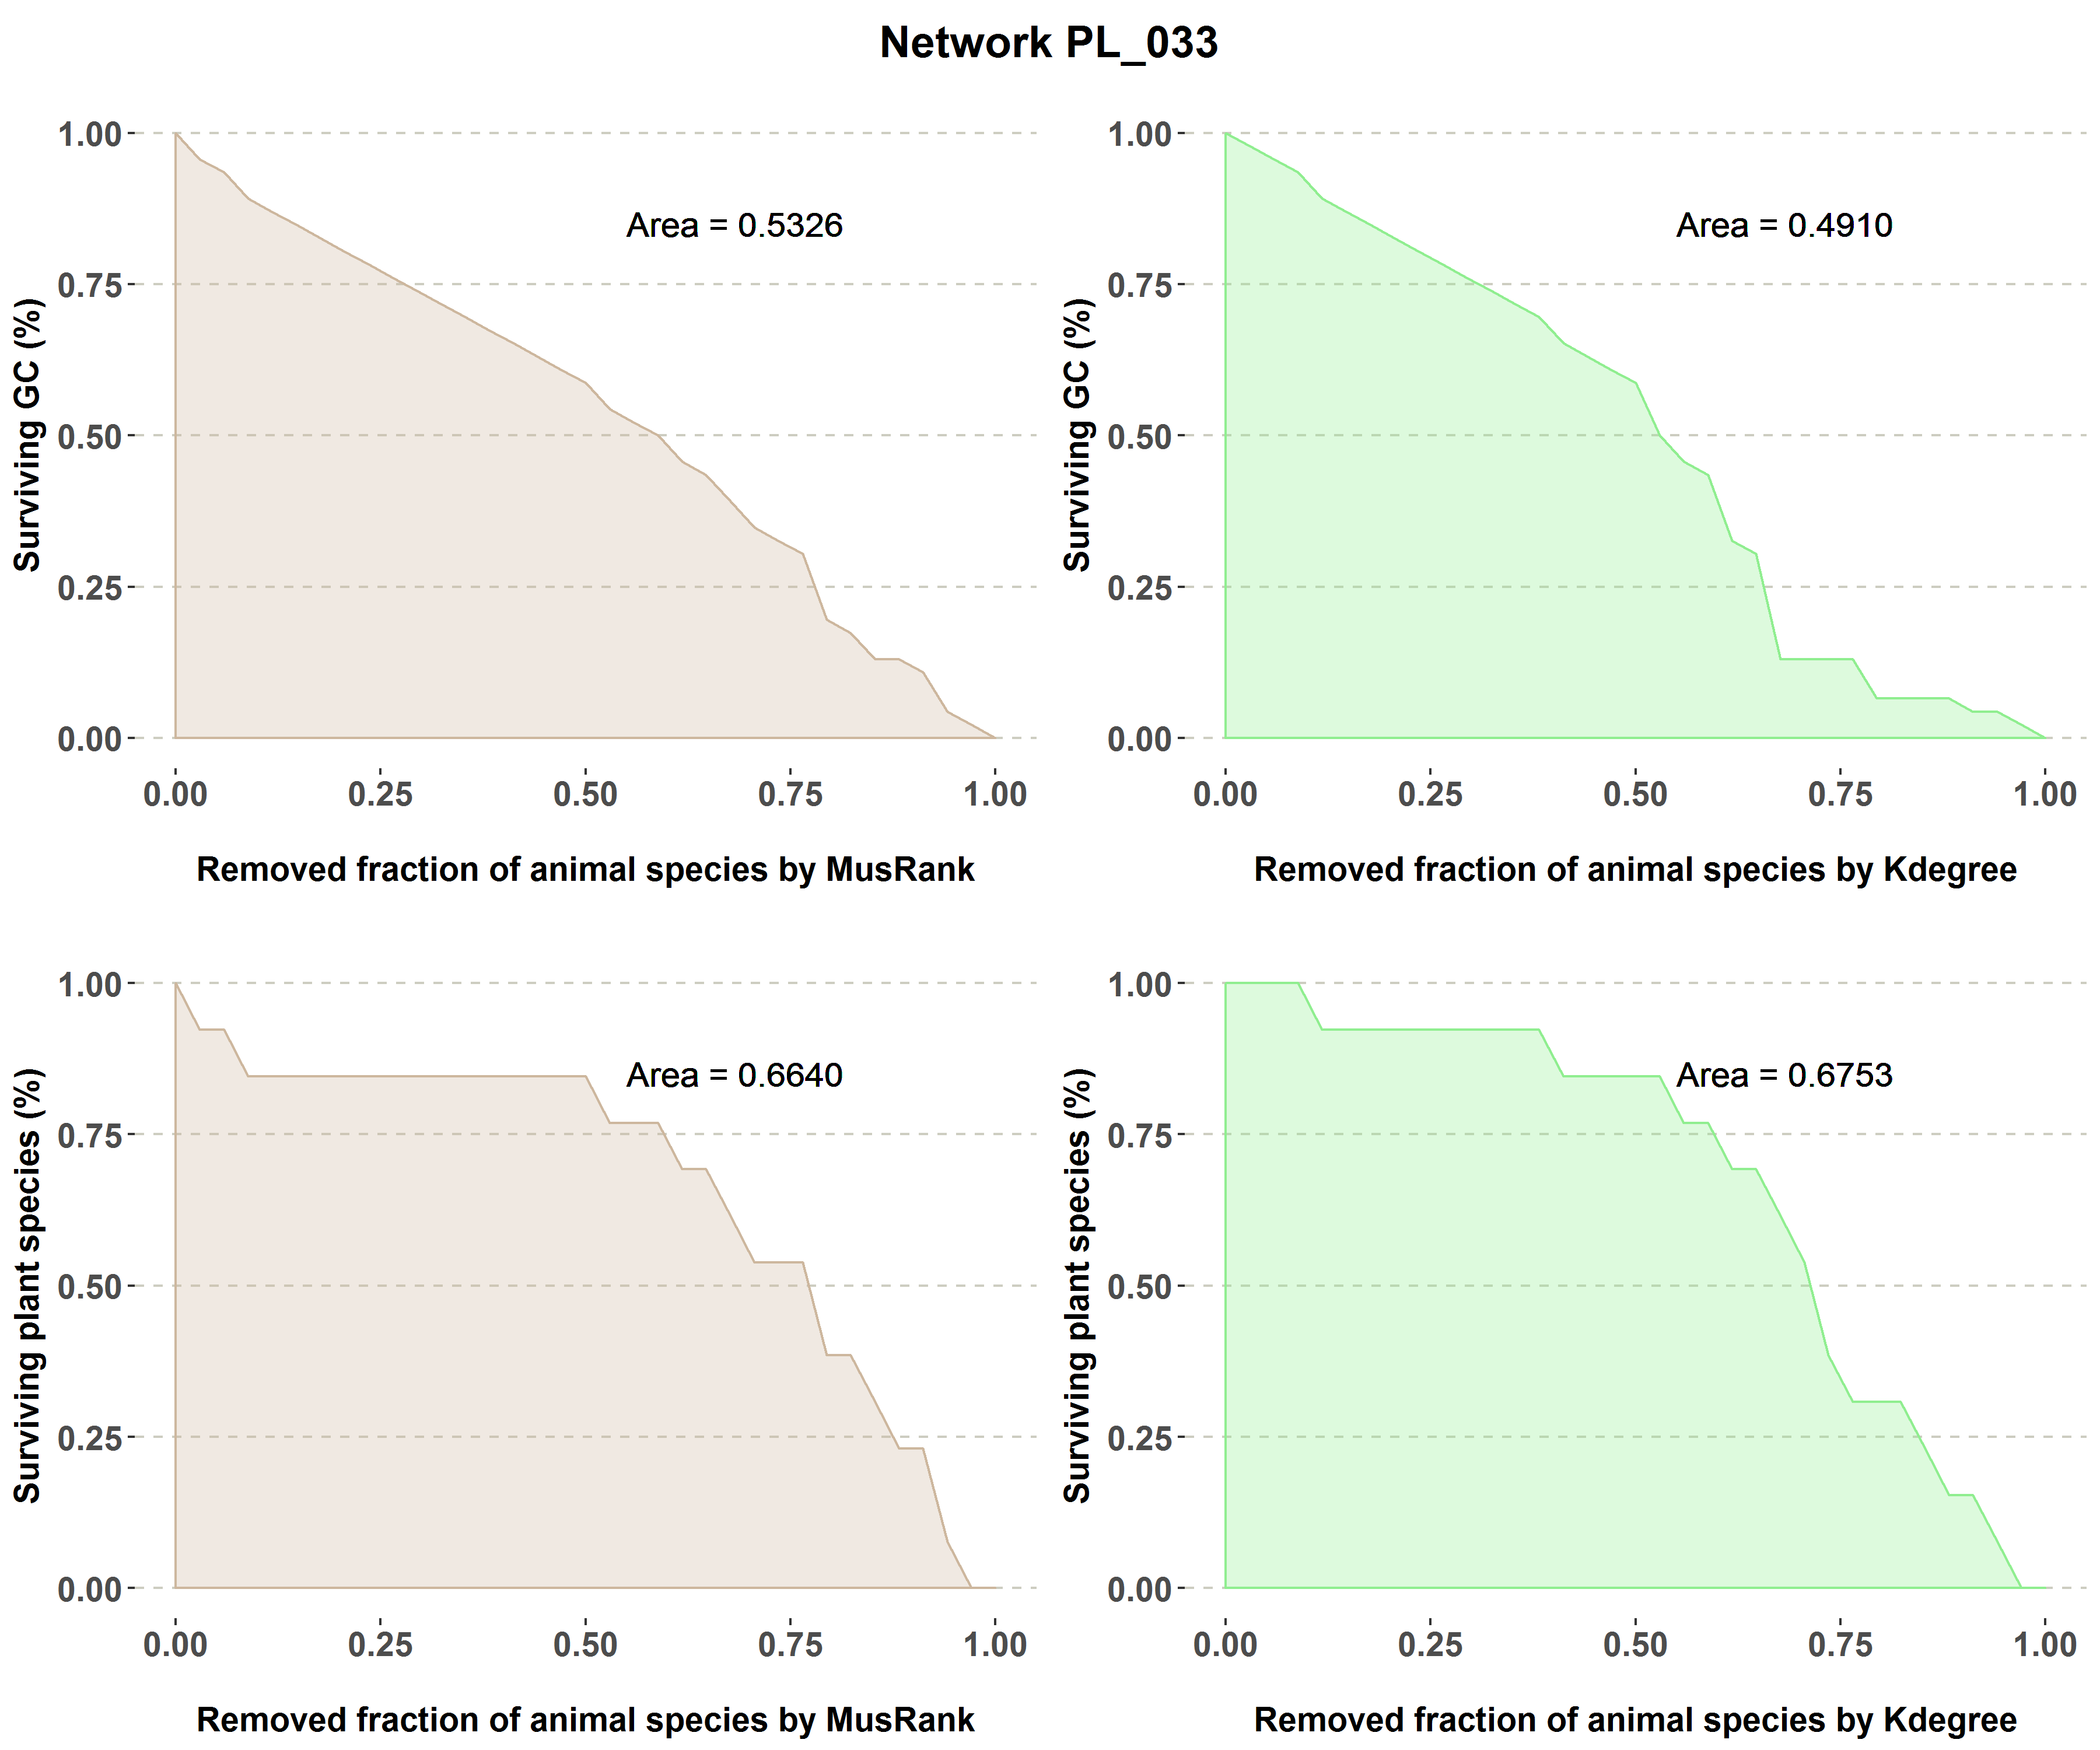 Network PL_033
1.00
0.75
0.50
0.25
0.00
Surviving GC (%)
Area = 0.5326
0.00 0.25 0.50 0.75 1.00
Removed fraction of animal species by MusRank
1.00
0.75
0.50
0.25
0.00
Surviving GC (%)
Area = 0.4910
0.00 0.25 0.50 0.75 1.00
Removed fraction of animal species by Kdegree
1.00
0.75
0.50
0.25
0.00
Surviving plant species (%)
Area = 0.6640
0.00 0.25 0.50 0.75 1.00
Removed fraction of animal species by MusRank
1.00
0.75
0.50
0.25
0.00
Surviving plant species (%)
Area = 0.6753
0.00 0.25 0.50 0.75 1.00
Removed fraction of animal species by Kdegree